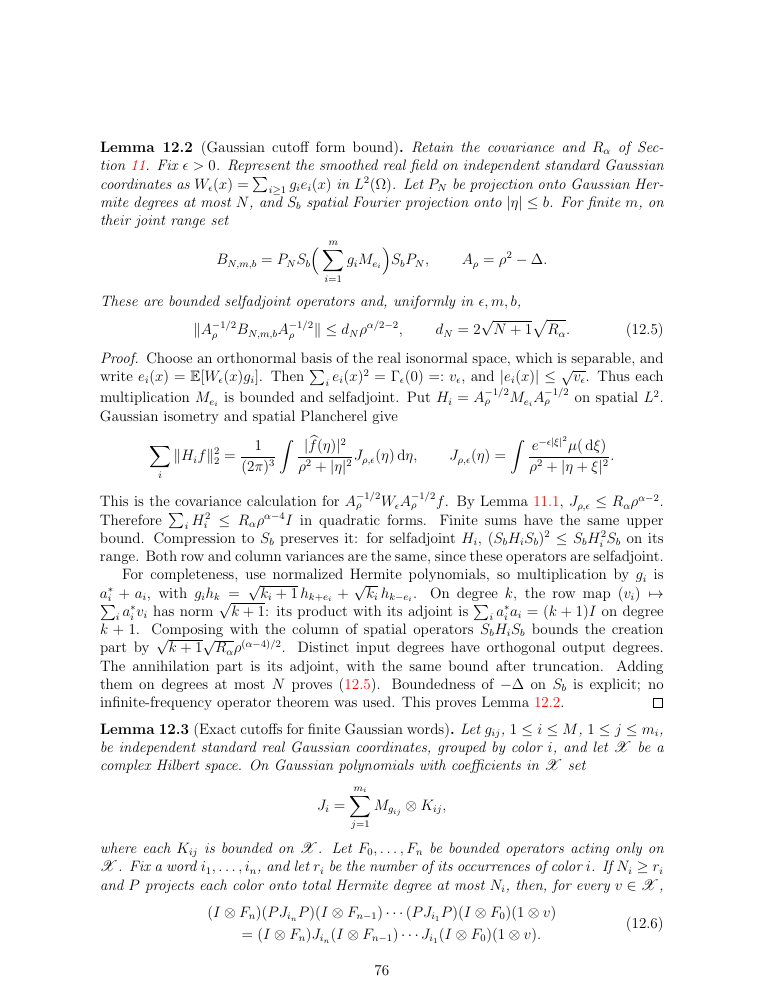 Lemma 12.2 (Gaussian cutoff form bound). Retain the covariance and R_α of Sec-
tion 11. Fix ϵ > 0. Represent the smoothed real field on independent standard Gaussian
coordinates as W_ϵ(x) = ∑_{i≥1} g_i e_i(x) in L²(Ω). Let P_N be projection onto Gaussian Her-
mite degrees at most N, and S_b spatial Fourier projection onto |η| ≤ b. For finite m, on
their joint range set
B_{N,m,b} = P_N S_b ( ∑_{i=1}^{m} g_i M_{e_i} ) S_b P_N,  A_ρ = ρ² − Δ.
These are bounded selfadjoint operators and, uniformly in ϵ, m, b,
‖A_ρ^{−1/2} B_{N,m,b} A_ρ^{−1/2}‖ ≤ d_N ρ^{α/2−2},  d_N = 2√(N + 1) √(R_α). (12.5)
Proof. Choose an orthonormal basis of the real isonormal space, which is separable, and
write e_i(x) = 𝔼[W_ϵ(x)g_i]. Then ∑_i e_i(x)² = Γ_ϵ(0) =: v_ϵ, and |e_i(x)| ≤ √(v_ϵ). Thus each
multiplication M_{e_i} is bounded and selfadjoint. Put H_i = A_ρ^{−1/2} M_{e_i} A_ρ^{−1/2} on spatial L².
Gaussian isometry and spatial Plancherel give
∑_i ‖H_i f‖₂² = 1/(2π)³ ∫ |f̂(η)|²/(ρ² + |η|²) J_{ρ,ϵ}(η) dη,  J_{ρ,ϵ}(η) = ∫ e^{−ϵ|ξ|²} μ( dξ)/(ρ² + |η + ξ|²).
This is the covariance calculation for A_ρ^{−1/2} W_ϵ A_ρ^{−1/2} f. By Lemma 11.1, J_{ρ,ϵ} ≤ R_α ρ^{α−2}.
Therefore ∑_i H_i² ≤ R_α ρ^{α−4} I in quadratic forms. Finite sums have the same upper
bound. Compression to S_b preserves it: for selfadjoint H_i, (S_b H_i S_b)² ≤ S_b H_i² S_b on its
range. Both row and column variances are the same, since these operators are selfadjoint.
For completeness, use normalized Hermite polynomials, so multiplication by g_i is
a_i^* + a_i, with g_i h_k = √(k_i + 1) h_{k+e_i} + √(k_i) h_{k−e_i}. On degree k, the row map (v_i) ↦
∑_i a_i^* v_i has norm √(k + 1): its product with its adjoint is ∑_i a_i^* a_i = (k + 1)I on degree
k + 1. Composing with the column of spatial operators S_b H_i S_b bounds the creation
part by √(k + 1) √(R_α) ρ^{(α−4)/2}. Distinct input degrees have orthogonal output degrees.
The annihilation part is its adjoint, with the same bound after truncation. Adding
them on degrees at most N proves (12.5). Boundedness of −Δ on S_b is explicit; no
infinite-frequency operator theorem was used. This proves Lemma 12.2. □
Lemma 12.3 (Exact cutoffs for finite Gaussian words). Let g_{ij}, 1 ≤ i ≤ M, 1 ≤ j ≤ m_i,
be independent standard real Gaussian coordinates, grouped by color i, and let 𝒳 be a
complex Hilbert space. On Gaussian polynomials with coefficients in 𝒳 set
J_i = ∑_{j=1}^{m_i} M_{g_{ij}} ⊗ K_{ij},
where each K_{ij} is bounded on 𝒳. Let F_0, . . . , F_n be bounded operators acting only on
𝒳. Fix a word i_1, . . . , i_n, and let r_i be the number of its occurrences of color i. If N_i ≥ r_i
and P projects each color onto total Hermite degree at most N_i, then, for every v ∈ 𝒳,
(I ⊗ F_n)(P J_{i_n} P)(I ⊗ F_{n−1}) · · · (P J_{i_1} P)(I ⊗ F_0)(1 ⊗ v)
= (I ⊗ F_n)J_{i_n}(I ⊗ F_{n−1}) · · · J_{i_1}(I ⊗ F_0)(1 ⊗ v). (12.6)
76